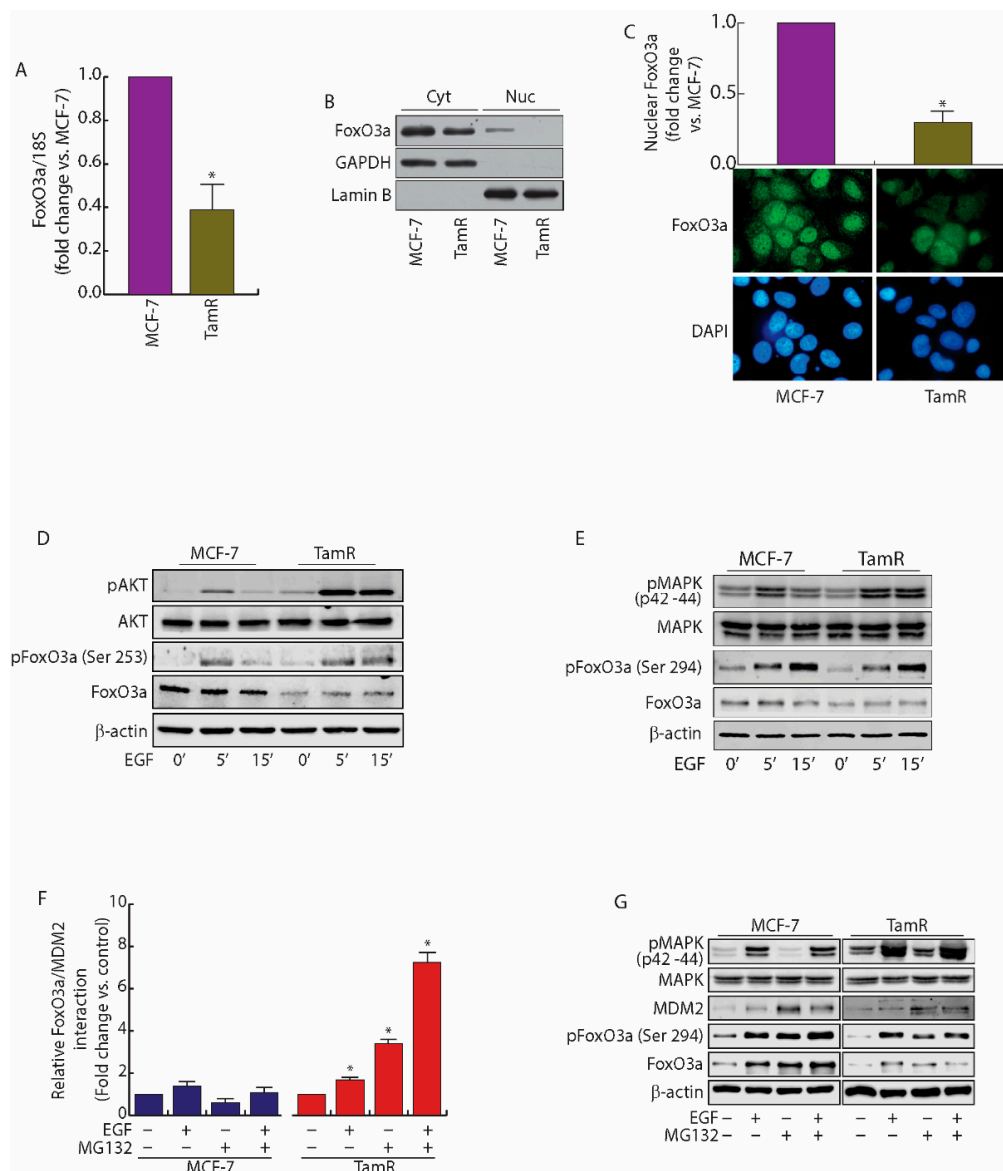 A
FoxO3a/18S
(fold change vs. MCF-7)
1.0
0.8
0.6
0.4
0.2
0.0
*
MCF-7
TamR
B
Cyt Nuc
FoxO3a
GAPDH
Lamin B
MCF-7 TamR MCF-7 TamR
C
Nuclear FoxO3a
(fold change
vs. MCF-7)
1.0
0.5
0.0
*
FoxO3a
DAPI
MCF-7 TamR
D
MCF-7 TamR
pAKT
AKT
pFoxO3a (Ser 253)
FoxO3a
β-actin
EGF 0' 5' 15' 0' 5' 15'
E
MCF-7 TamR
pMAPK
(p42 -44)
MAPK
pFoxO3a (Ser 294)
FoxO3a
β-actin
EGF 0' 5' 15' 0' 5' 15'
F
Relative FoxO3a/MDM2
interaction
(Fold change vs. control)
10
8
6
4
2
0
* * *
EGF – + – + – + – +
MG132 – – + + – – + +
MCF-7 TamR
G
MCF-7 TamR
pMAPK
(p42 -44)
MAPK
MDM2
pFoxO3a (Ser 294)
FoxO3a
β-actin
EGF – + – + – + – +
MG132 – – + + – – + +